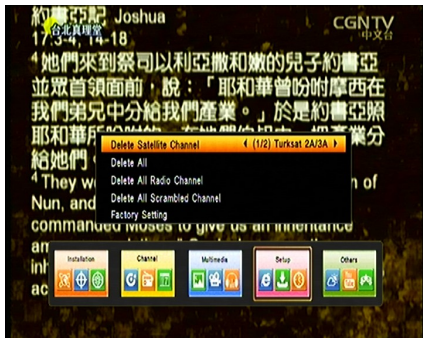 約書亞記 Joshua
CGNTV
台北真理堂
中文台
17:3-4, 14-18
4她們來到祭司以利亞撒和嫩的兒子約書亞
並眾首領面前，說：「耶和華曾吩咐摩西在
我們弟兄中分給我們產業。」於是約書亞照
耶和華所吩咐的
給她們
Delete Satellite Channel (1/2) Turksat 2A/3A
Delete All
Delete All Radio Channel
Delete All Scrambled Channel
Factory Setting
4 They of
Nun, and
commanded Moses to give us an inheritance
Installation Channel Multimedia Setup Others